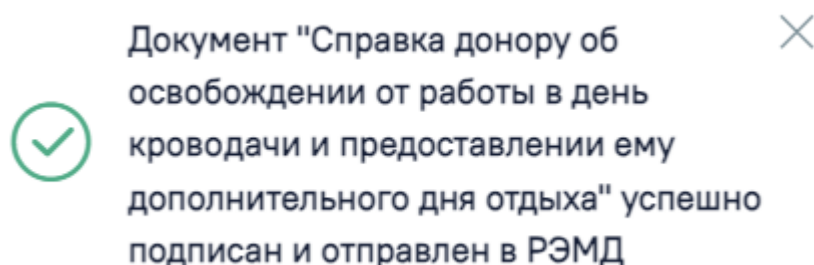 Документ "Справка донору об
освобождении от работы в день
кроводачи и предоставлении ему
дополнительного дня отдыха" успешно
подписан и отправлен в РЭМД